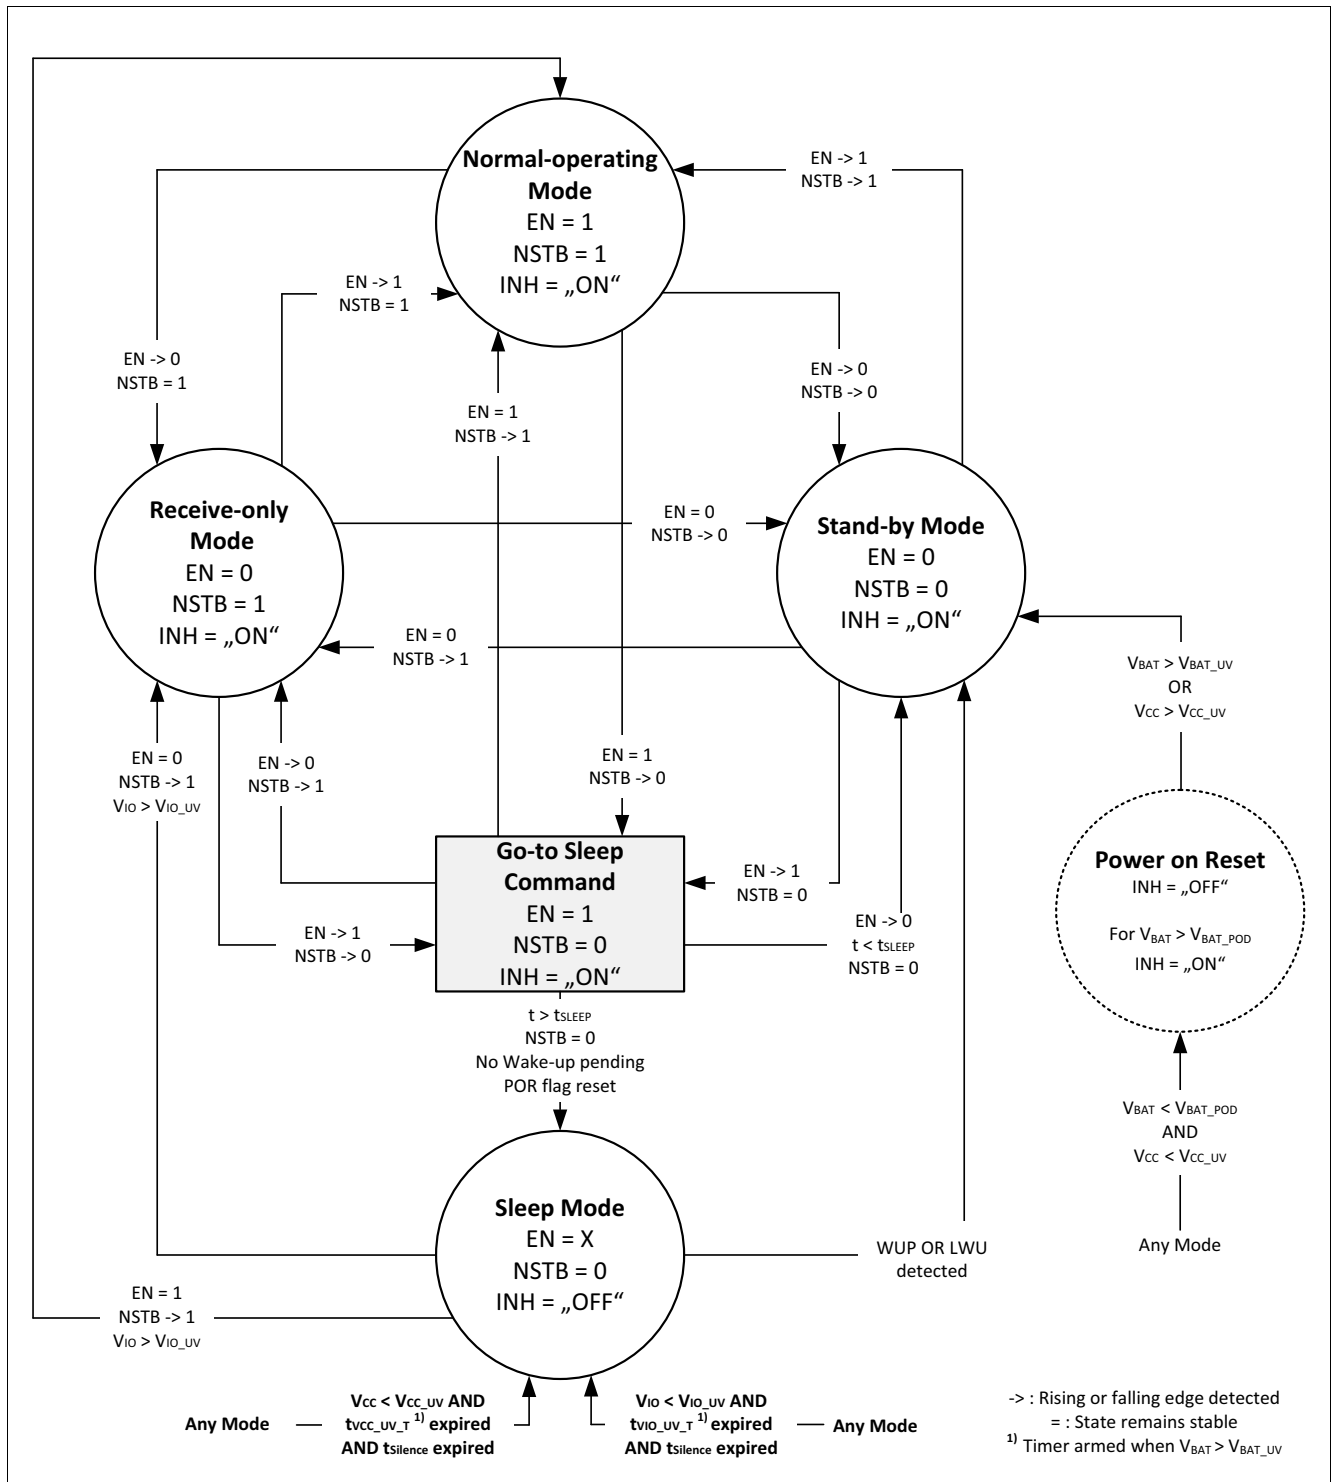 Normal-operating
Mode
EN = 1
NSTB = 1
INH = „ON“
EN -> 1
NSTB -> 1
EN -> 1
NSTB = 1
EN -> 0
NSTB = 1
EN -> 0
NSTB -> 0
EN = 1
NSTB -> 1
Receive-only
Mode
EN = 0
NSTB = 1
INH = „ON“
EN = 0
NSTB -> 0
Stand-by Mode
EN = 0
NSTB = 0
INH = „ON“
EN = 0
NSTB -> 1
VBAT > VBAT_UV
OR
VCC > VCC_UV
EN = 0
NSTB -> 1
VIO > VIO_UV
EN -> 0
NSTB -> 1
EN = 1
NSTB -> 0
Go-to Sleep
Command
EN = 1
NSTB = 0
INH = „ON“
EN -> 1
NSTB = 0
EN -> 1
NSTB -> 0
EN -> 0
t < tSLEEP
NSTB = 0
Power on Reset
INH = „OFF“
For VBAT > VBAT_POD
INH = „ON“
t > tSLEEP
NSTB = 0
No Wake-up pending
POR flag reset
VBAT < VBAT_POD
AND
VCC < VCC_UV
Any Mode
Sleep Mode
EN = X
NSTB = 0
INH = „OFF“
WUP OR LWU
detected
EN = 1
NSTB -> 1
VIO > VIO_UV
Any Mode
VCC < VCC_UV AND
tVCC_UV_T 1) expired
AND tSilence expired
VIO < VIO_UV AND
tVIO_UV_T 1) expired
AND tSilence expired
Any Mode
-> : Rising or falling edge detected
= : State remains stable
1) Timer armed when VBAT > VBAT_UV